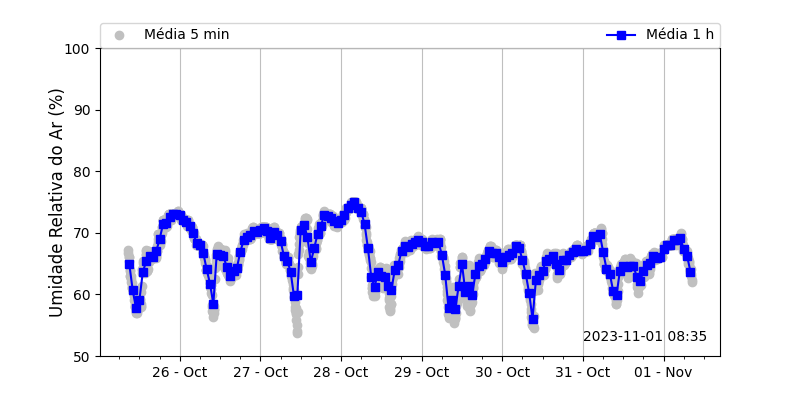 Média 5 min
Média 1 h
100
90
80
70
60
50
Umidade Relativa do Ar (%)
2023-11-01 08:35
26 - Oct
27 - Oct
28 - Oct
29 - Oct
30 - Oct
31 - Oct
01 - Nov